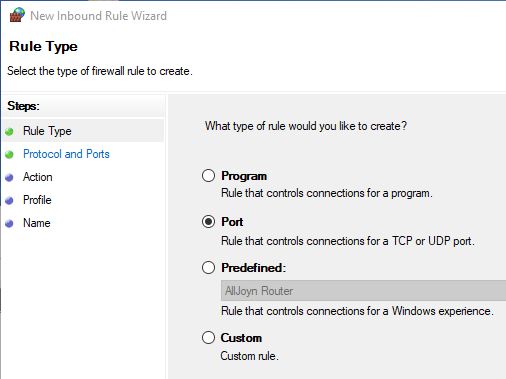 New Inbound Rule Wizard
Rule Type
Select the type of firewall rule to create.
Steps:
Rule Type
Protocol and Ports
Action
Profile
Name
What type of rule would you like to create?
Program
Rule that controls connections for a program.
Port
Rule that controls connections for a TCP or UDP port.
Predefined:
AllJoyn Router
Rule that controls connections for a Windows experience.
Custom
Custom rule.